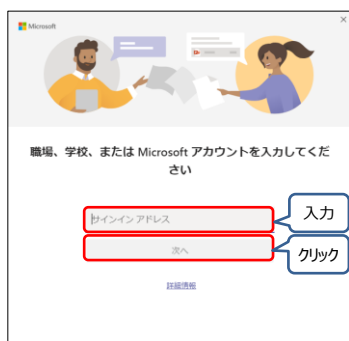 Microsoft
職場、学校、または Microsoft アカウントを入力してくだ
さい
サインイン アドレス
入力
次へ
クリック
詳細情報